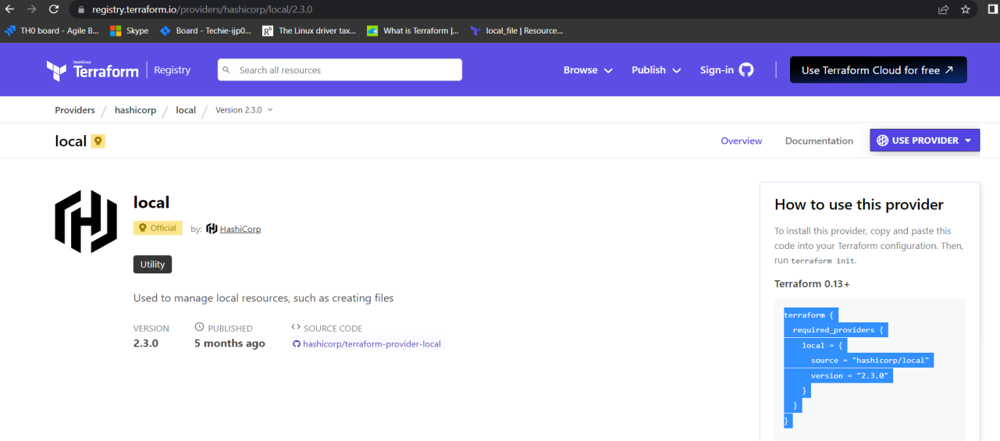 registry.terraform.io/providers/hashicorp/local/2.3.0
TH0 board - Agile B... Skype Board - Techie-ijp0... R⁶ The Linux driver tax... What is Terraform |... local_file | Resource...
HashiCorp
Terraform Registry Search all resources Browse Publish Sign-in Use Terraform Cloud for free ↗
Providers / hashicorp / local / Version 2.3.0
local Overview Documentation USE PROVIDER
local
Official by: HashiCorp
Utility
Used to manage local resources, such as creating files
VERSION PUBLISHED <> SOURCE CODE
2.3.0 5 months ago hashicorp/terraform-provider-local
How to use this provider
To install this provider, copy and paste this
code into your Terraform configuration. Then,
run terraform init.
Terraform 0.13+
terraform {
required_providers {
local = {
source = "hashicorp/local"
version = "2.3.0"
}
}
}